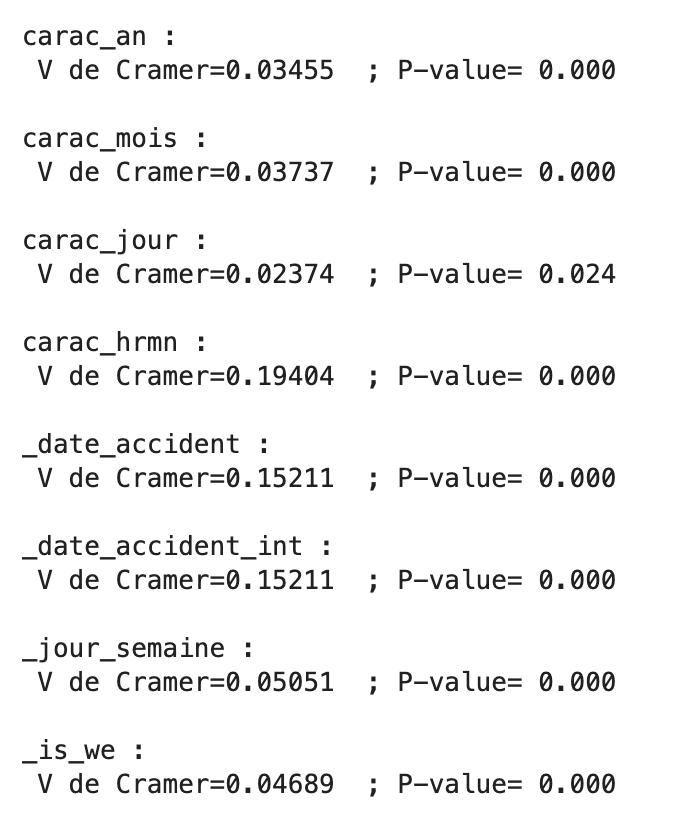 carac_an :
V de Cramer=0.03455  ; P-value= 0.000
carac_mois :
V de Cramer=0.03737  ; P-value= 0.000
carac_jour :
V de Cramer=0.02374  ; P-value= 0.024
carac_hrmn :
V de Cramer=0.19404  ; P-value= 0.000
_date_accident :
V de Cramer=0.15211  ; P-value= 0.000
_date_accident_int :
V de Cramer=0.15211  ; P-value= 0.000
_jour_semaine :
V de Cramer=0.05051  ; P-value= 0.000
_is_we :
V de Cramer=0.04689  ; P-value= 0.000